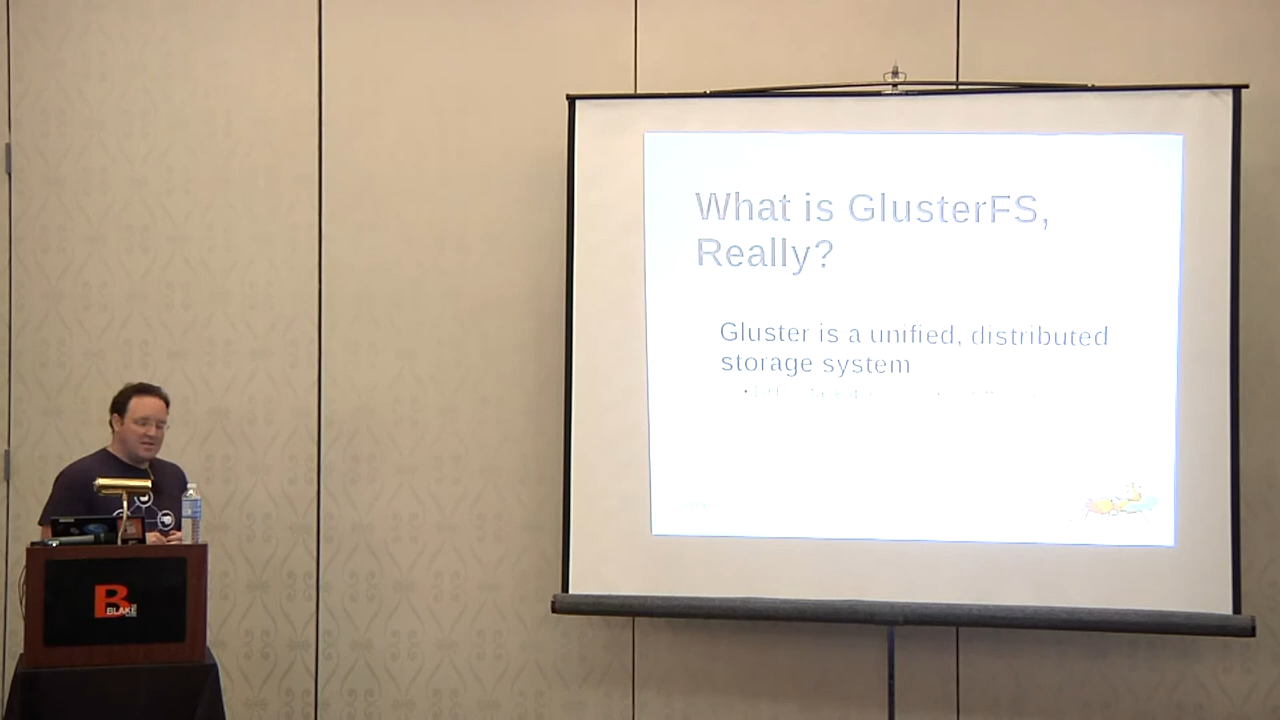 What is GlusterFS,
Really?
Gluster is a unified, distributed
storage system
B
BLAKE